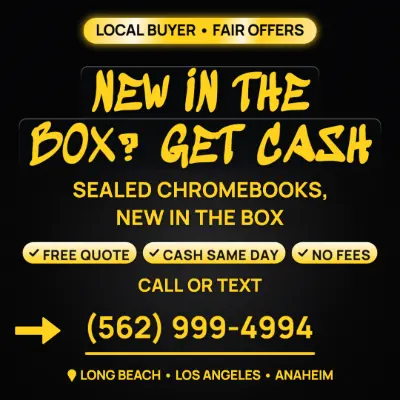 LOCAL BUYER • FAIR OFFERS
NEW IN THE
BOX? GET CASH
SEALED CHROMEBOOKS,
NEW IN THE BOX
✓ FREE QUOTE ✓ CASH SAME DAY ✓ NO FEES
CALL OR TEXT
(562) 999-4994
LONG BEACH • LOS ANGELES • ANAHEIM